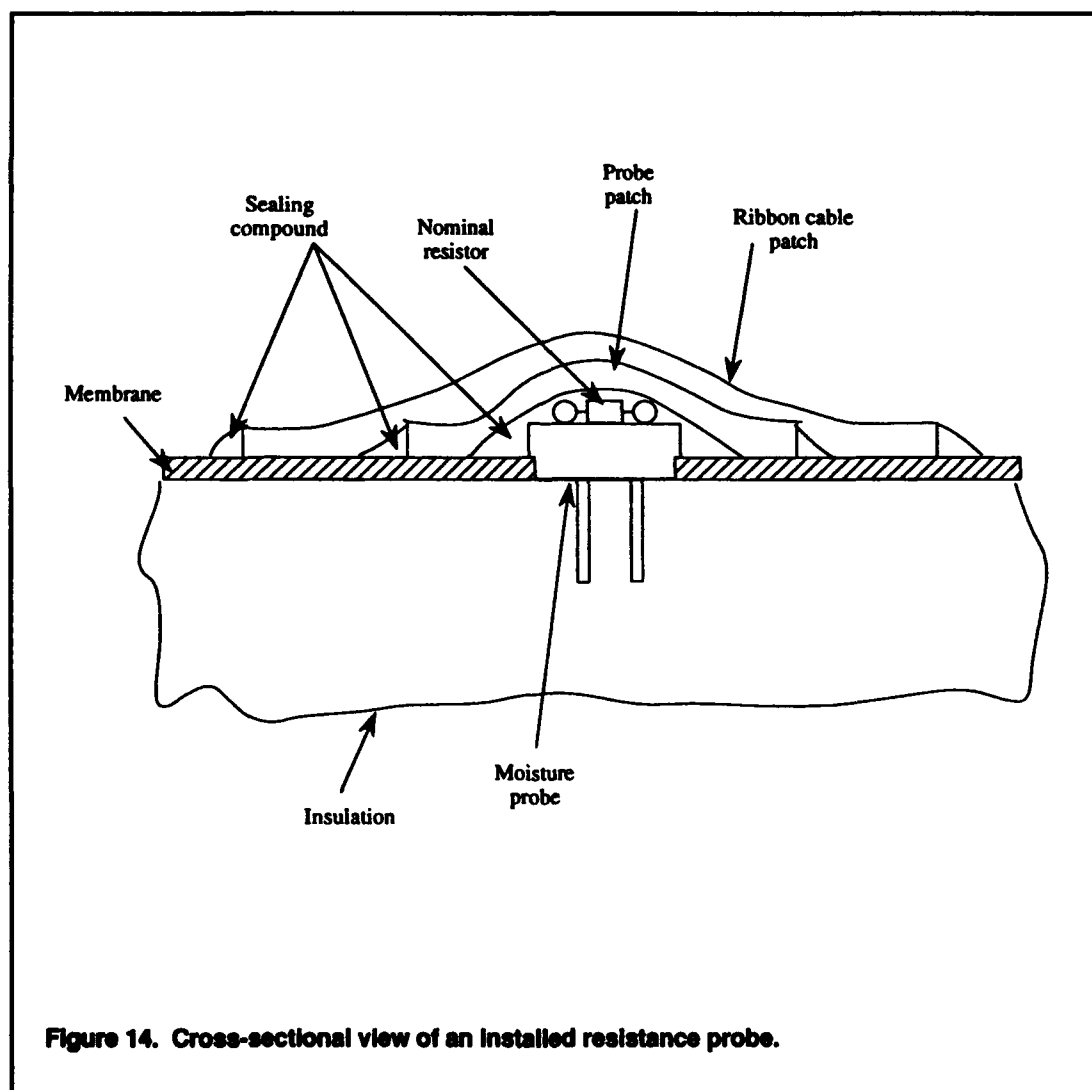 Probe
patch
Sealing
compound
Nominal
resistor
Ribbon cable
patch
Membrane
Moisture
probe
Insulation
Figure 14. Cross-sectional view of an installed resistance probe.